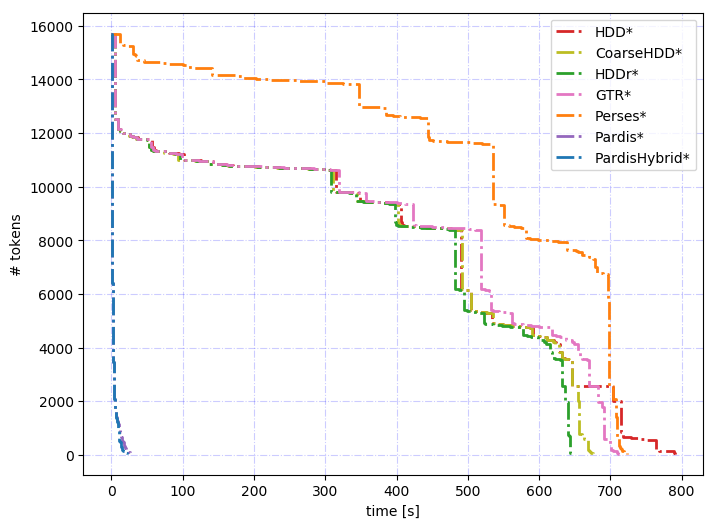 16000
14000
12000
10000
8000
6000
4000
2000
0
# tokens
0 100 200 300 400 500 600 700 800
time [s]
HDD*
CoarseHDD*
HDDr*
GTR*
Perses*
Pardis*
PardisHybrid*